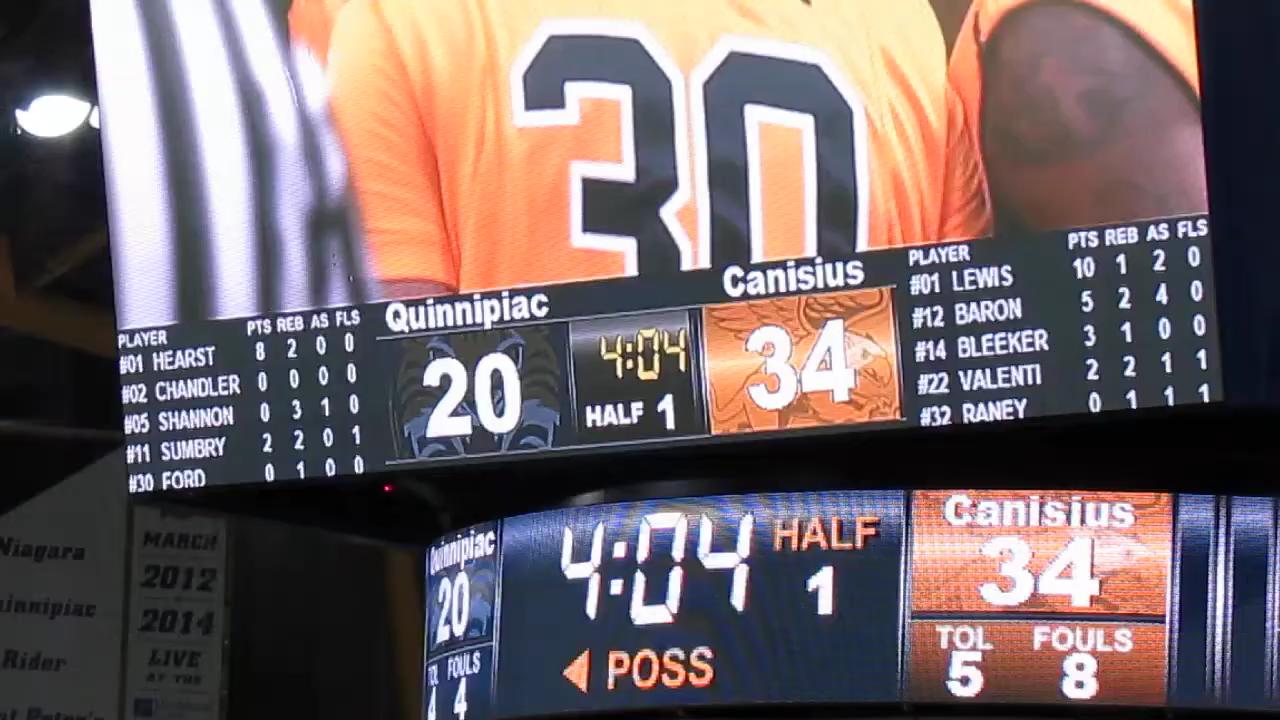 30
Quinnipiac
Canisius
20
4:04
HALF 1
34
PLAYER PTS REB AS FLS
#01 HEARST 8 2 0 0
#02 CHANDLER 0 0 0 0
#05 SHANNON 0 3 1 0
#11 SUMBRY 2 2 0 1
#30 FORD 0 1 0 0
PLAYER PTS REB AS FLS
#01 LEWIS 10 1 2 0
#12 BARON 5 2 4 0
#14 BLEEKER 3 1 0 0
#22 VALENTI 2 2 1 1
#32 RANEY 0 1 1 1
Quinnipiac
20
FOULS
4
4:04
HALF
1
POSS
Canisius
34
TOL FOULS
5 8
Niagara
Rider
MARCH
2012
2014
LIVE
AT THE